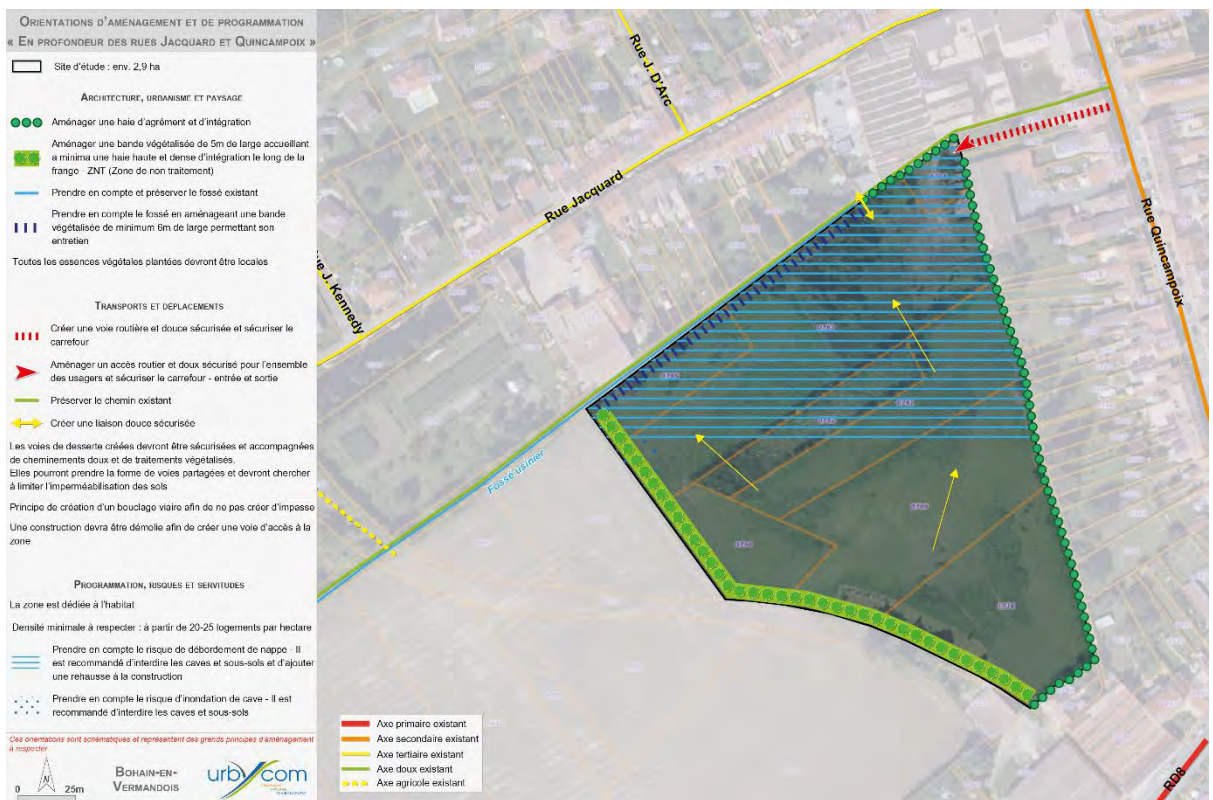 ORIENTATIONS D'AMÉNAGEMENT ET DE PROGRAMMATION
« EN PROFONDEUR DES RUES JACQUARD ET QUINCAMPOIX »
Site d'étude : env. 2,9 ha
ARCHITECTURE, URBANISME ET PAYSAGE
Aménager une haie d'agrément et d'intégration
Aménager une bande végétalisée de 5m de large accueillant
a minima une haie haute et dense d'intégration le long de la
frange - ZNT (Zone de non traitement)
Prendre en compte et préserver le fossé existant
Prendre en compte le fossé en aménageant une bande
végétalisée de minimum 6m de large permettant son
entretien
Toutes les essences végétales plantées devront être locales
TRANSPORTS ET DÉPLACEMENTS
Créer une voie routière et douce sécurisée et sécuriser le
carrefour
Aménager un accès routier et doux sécurisé pour l'ensemble
des usagers et sécuriser le carrefour - entrée et sortie
Préserver le chemin existant
Créer une liaison douce sécurisée
Les voies de desserte créées devront être sécurisées et accompagnées
de cheminements doux et de traitements végétalisés.
Elles pourront prendre la forme de voies partagées et devront chercher
à limiter l'imperméabilisation des sols
Principe de création d'un bouclage viaire afin de ne pas créer d'impasse
Une construction devra être démolie afin de créer une voie d'accès à la
zone
PROGRAMMATION, RISQUES ET SERVITUDES
La zone est dédiée à l'habitat
Densité minimale à respecter : à partir de 20-25 logements par hectare
Prendre en compte le risque de débordement de nappe - Il
est recommandé d'interdire les caves et sous-sols et d'ajouter
une rehausse à la construction
Prendre en compte le risque d'inondation de cave - Il est
recommandé d'interdire les caves et sous-sols
Ces orientations sont schématiques et représentent des grands principes d'aménagement
à respecter
N
0 25m
BOHAIN-EN-
VERMANDOIS
urbycom
Rue J. D'Arc
Rue Jacquard
Rue J. Kennedy
Rue Quincampoix
Fossé usinier
RD8
Axe primaire existant
Axe secondaire existant
Axe tertiaire existant
Axe doux existant
Axe agricole existant